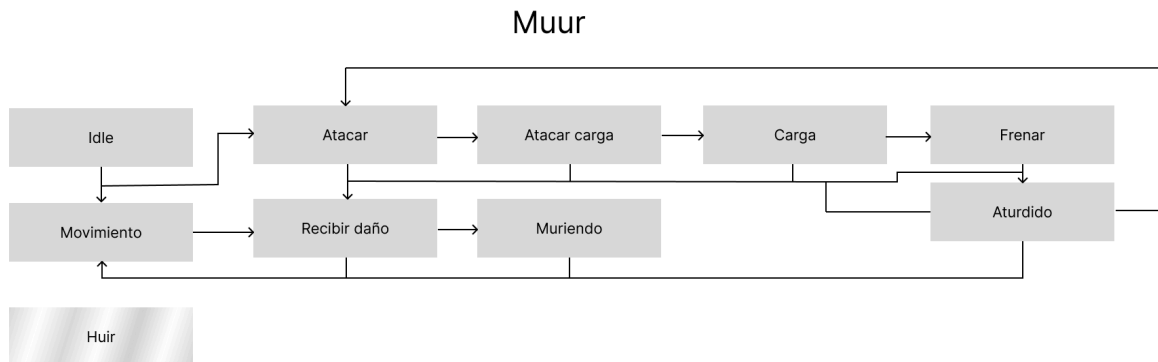 Muur
Idle
Atacar
Atacar carga
Carga
Frenar
Movimiento
Recibir daño
Muriendo
Aturdido
Huir